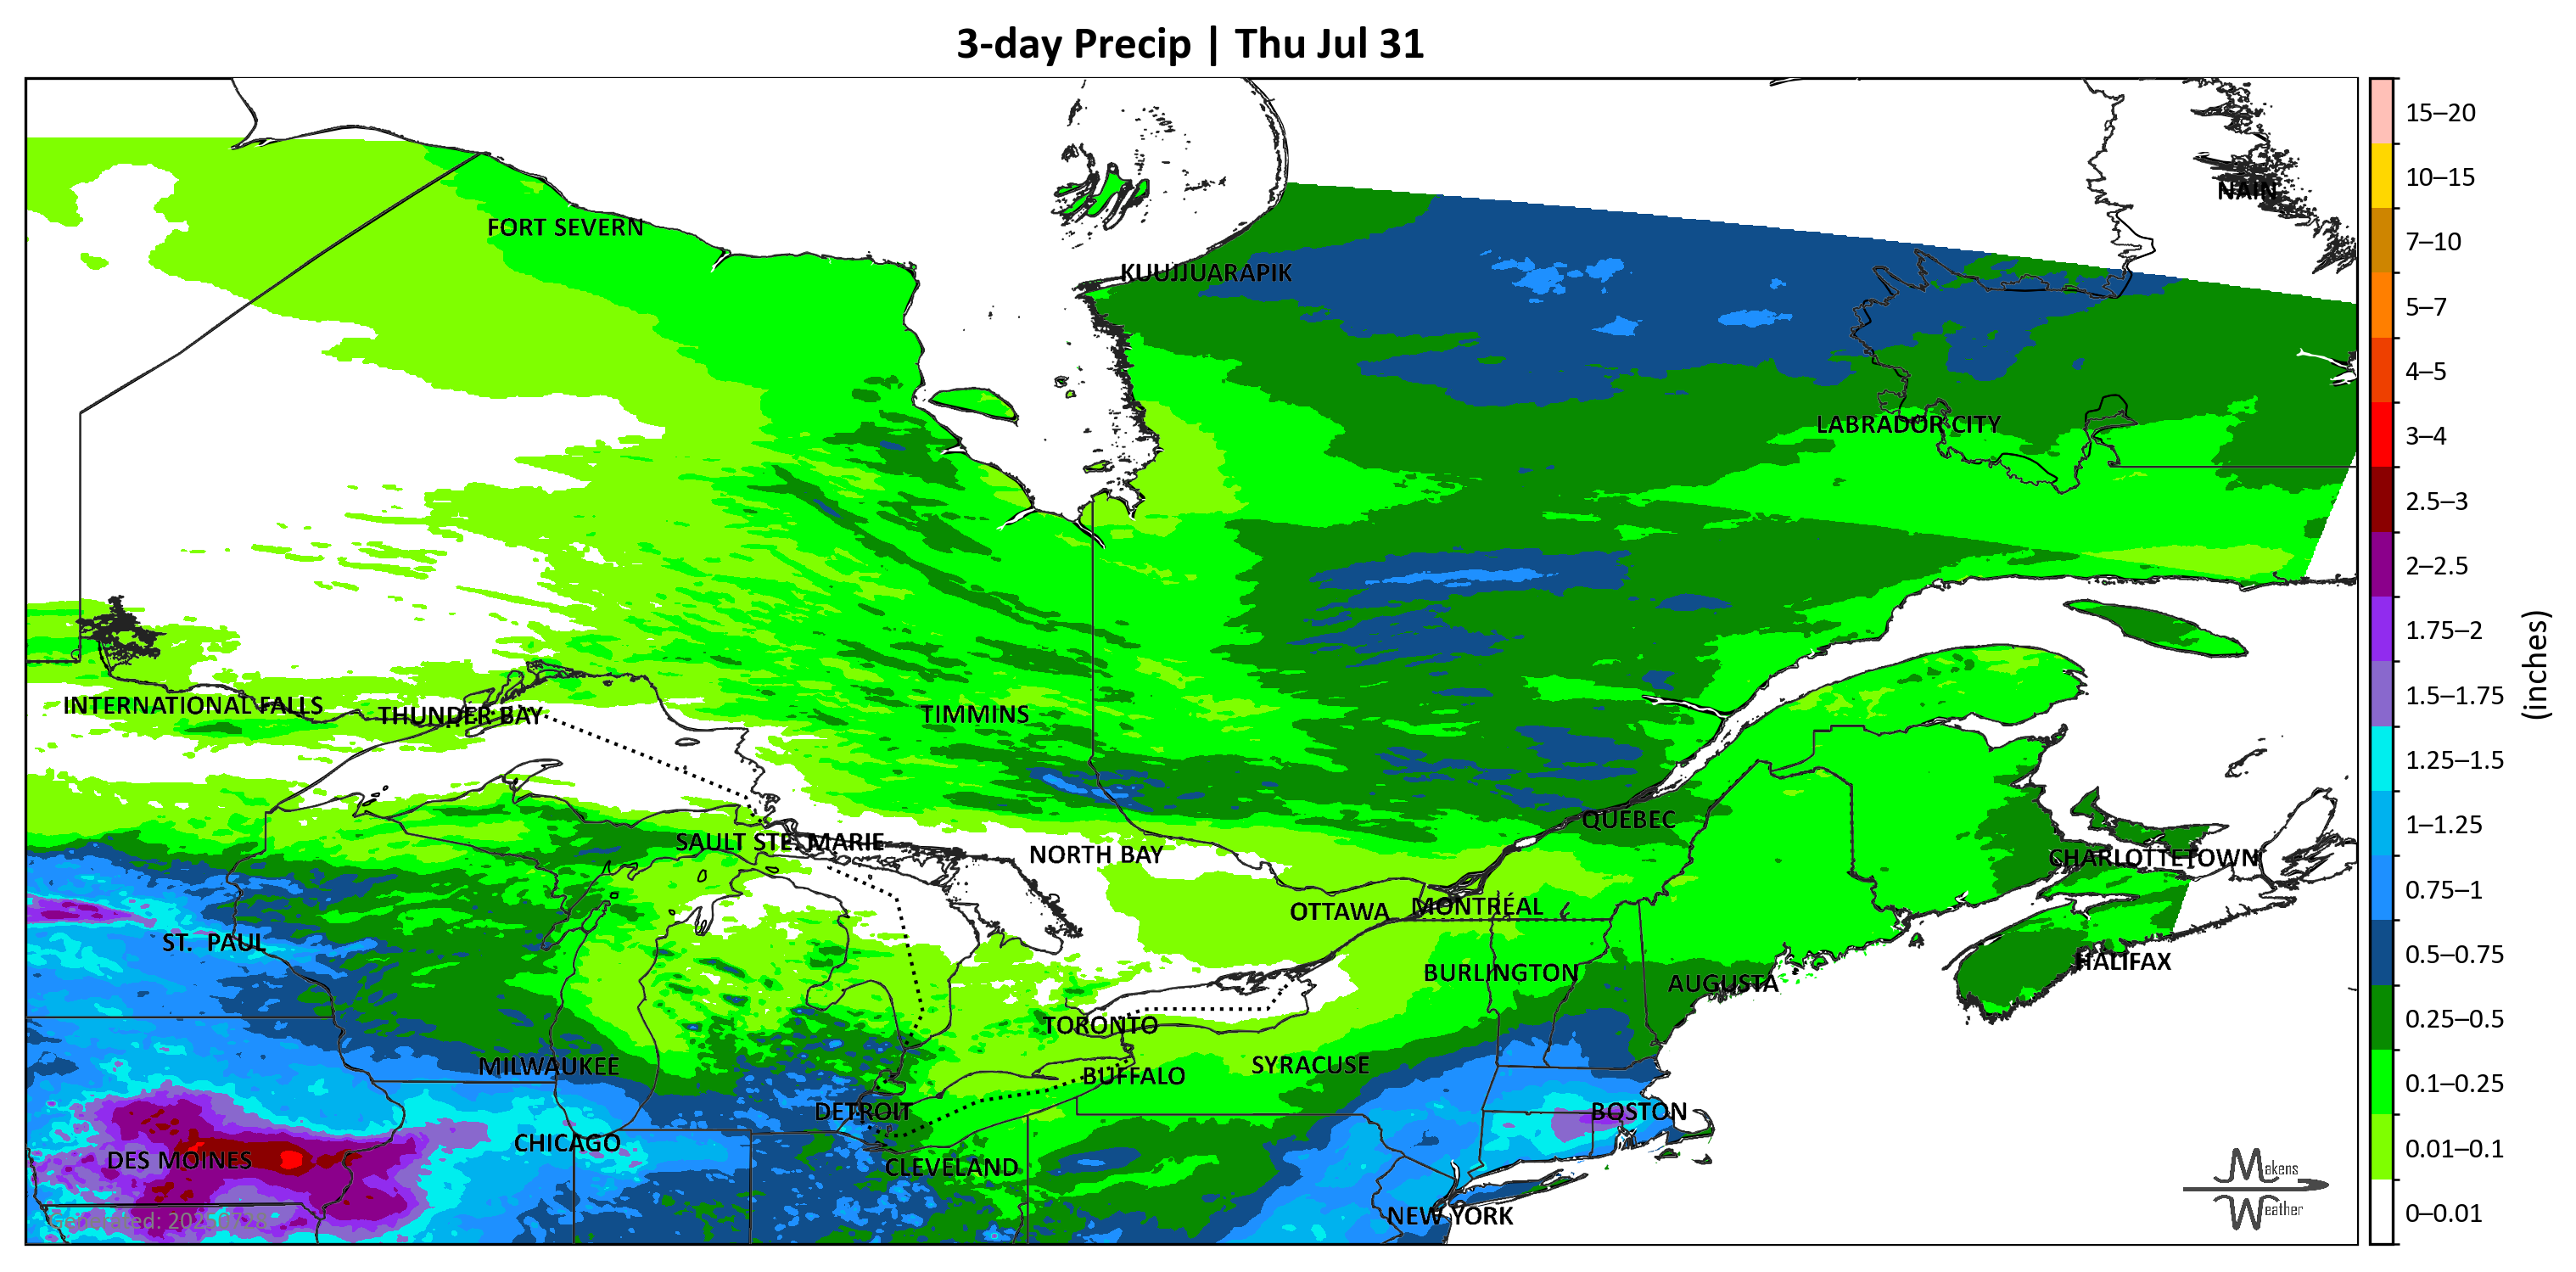 3-day Precip | Thu Jul 31
15–20
NAIN
10–15
FORT SEVERN
7–10
KUUJJUARAPIK
5–7
4–5
LABRADOR CITY
3–4
2.5–3
2–2.5
1.75–2
(inches)
1.5–1.75
INTERNATIONAL FALLS
THUNDER BAY
TIMMINS
1.25–1.5
QUÉBEC
1–1.25
SAULT STE. MARIE
NORTH BAY
CHARLOTTETOWN
0.75–1
OTTAWA
MONTRÉAL
ST. PAUL
0.5–0.75
HALIFAX
BURLINGTON
AUGUSTA
0.25–0.5
TORONTO
MILWAUKEE
SYRACUSE
BUFFALO
0.1–0.25
DETROIT
BOSTON
CHICAGO
0.01–0.1
DES MOINES
CLEVELAND
Makens
Weather
0–0.01
NEW YORK
Generated: